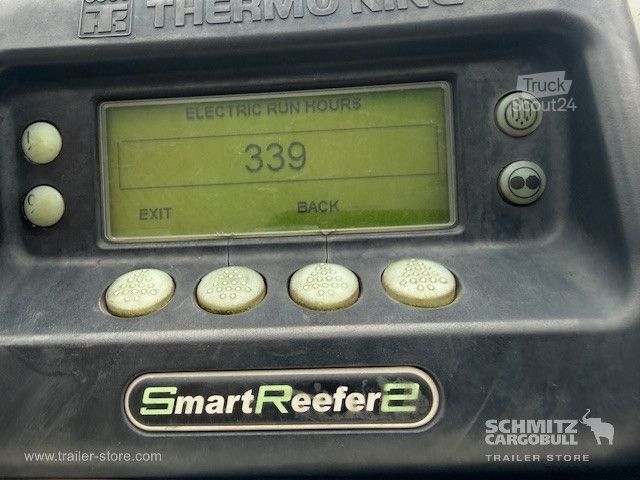 THERMO KING
Truck
Scout24
ELECTRIC RUN HOURS
339
EXIT BACK
SmartReefer2
SCHMITZ
CARGOBULL
www.trailer-store.com
TRAILER STORE